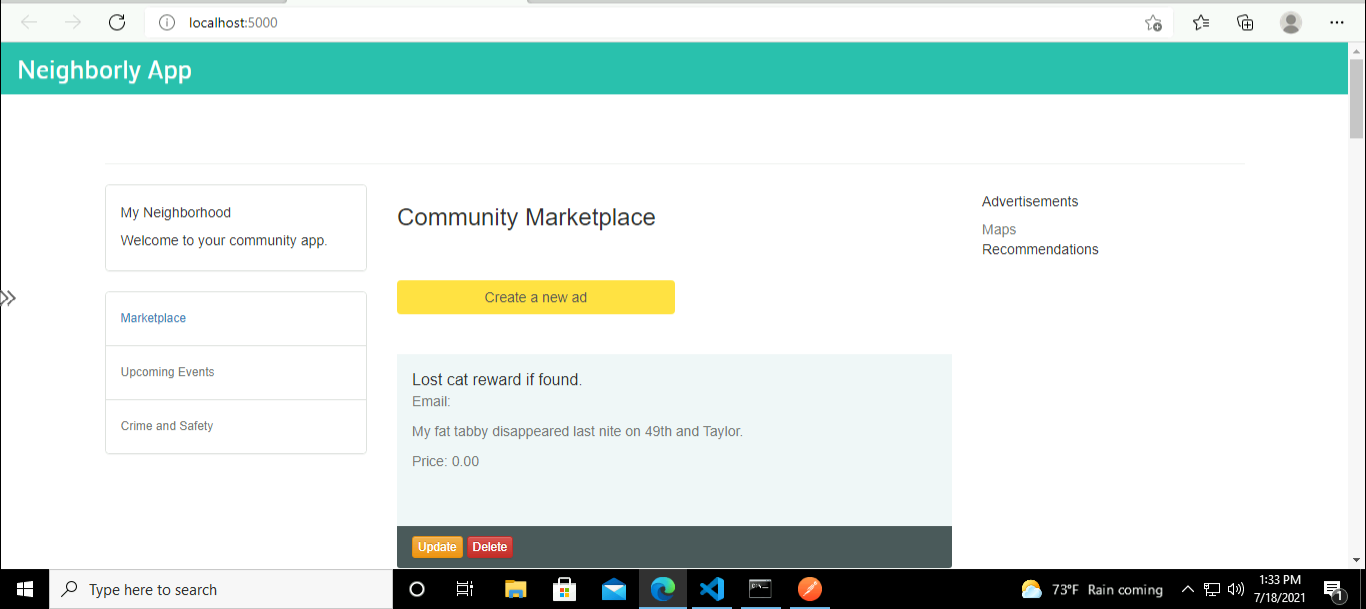 localhost:5000
Neighborly App
My Neighborhood
Welcome to your community app.
Marketplace
Upcoming Events
Crime and Safety
Community Marketplace
Create a new ad
Lost cat reward if found.
Email:
My fat tabby disappeared last nite on 49th and Taylor.
Price: 0.00
Update Delete
Advertisements
Maps
Recommendations
Type here to search
73°F Rain coming
1:33 PM
7/18/2021
1